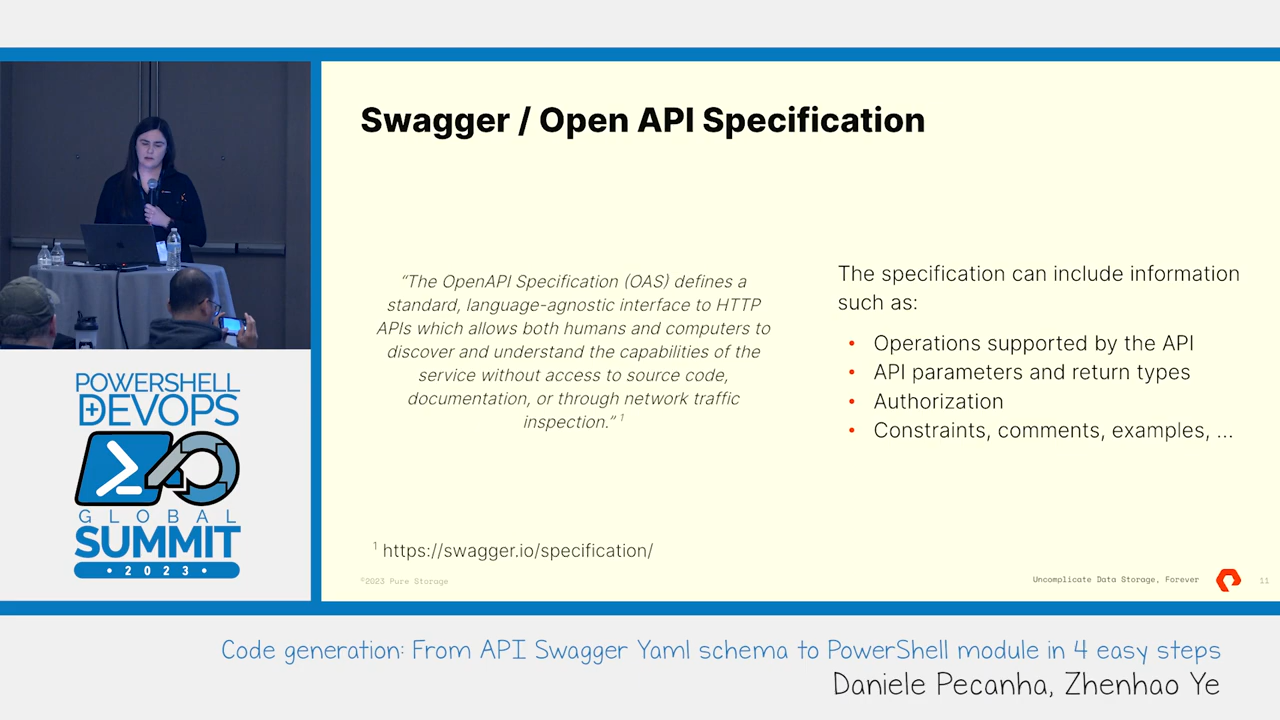 Swagger / Open API Specification
“The OpenAPI Specification (OAS) defines a
standard, language-agnostic interface to HTTP
APIs which allows both humans and computers to
discover and understand the capabilities of the
service without access to source code,
documentation, or through network traffic
inspection.” 1
The specification can include information
such as:
• Operations supported by the API
• API parameters and return types
• Authorization
• Constraints, comments, examples, ...
1 https://swagger.io/specification/
©2023 Pure Storage
Uncomplicate Data Storage, Forever
11
POWERSHELL
+DEVOPS
GLOBAL
SUMMIT
• 2023 •
Code generation: From API Swagger Yaml schema to PowerShell module in 4 easy steps
Daniele Pecanha, Zhenhao Ye